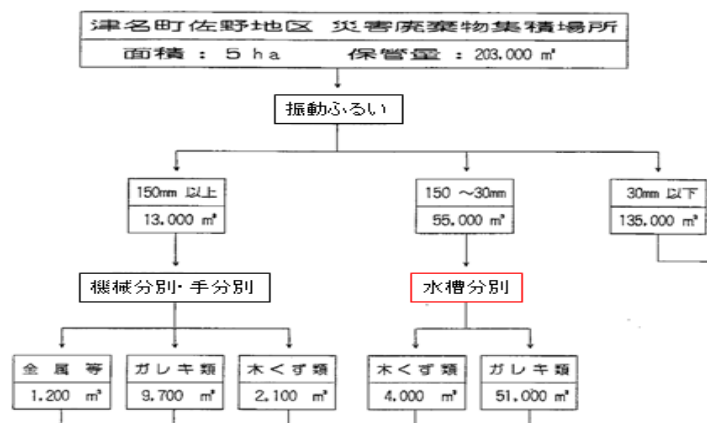 津名町佐野地区 災害廃棄物集積場所
面積 : 5 ha 保管量 : 203.000 ㎥
振動ふるい
150mm 以上
13.000 ㎥
150 ～30mm
55.000 ㎥
30mm 以下
135.000 ㎥
機械分別・手分別
水槽分別
金属等
1.200 ㎥
ガレキ類
9.700 ㎥
木くず類
2.100 ㎥
木くず類
4.000 ㎥
ガレキ類
51.000 ㎥